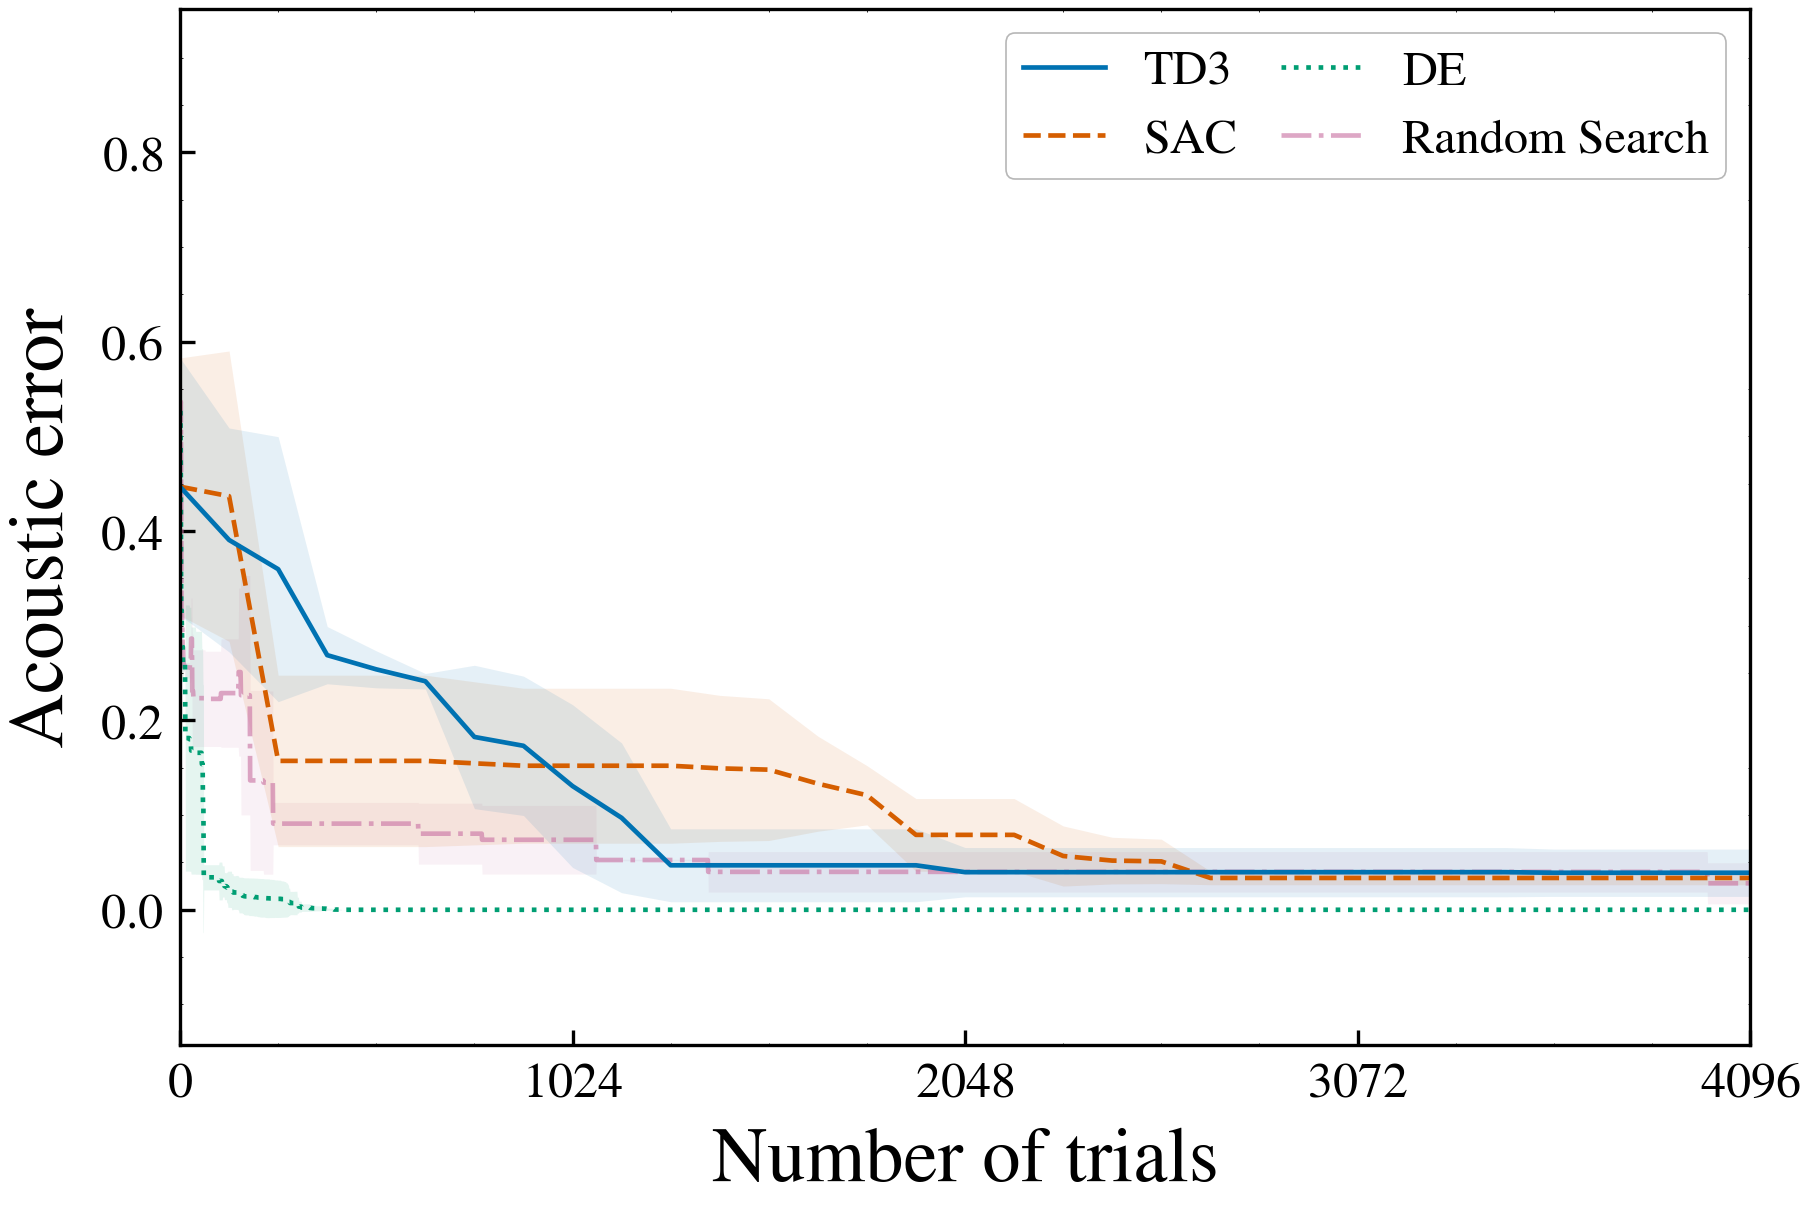 TD3
DE
SAC
Random Search
Acoustic error
0.8
0.6
0.4
0.2
0.0
0
1024
2048
3072
4096
Number of trials